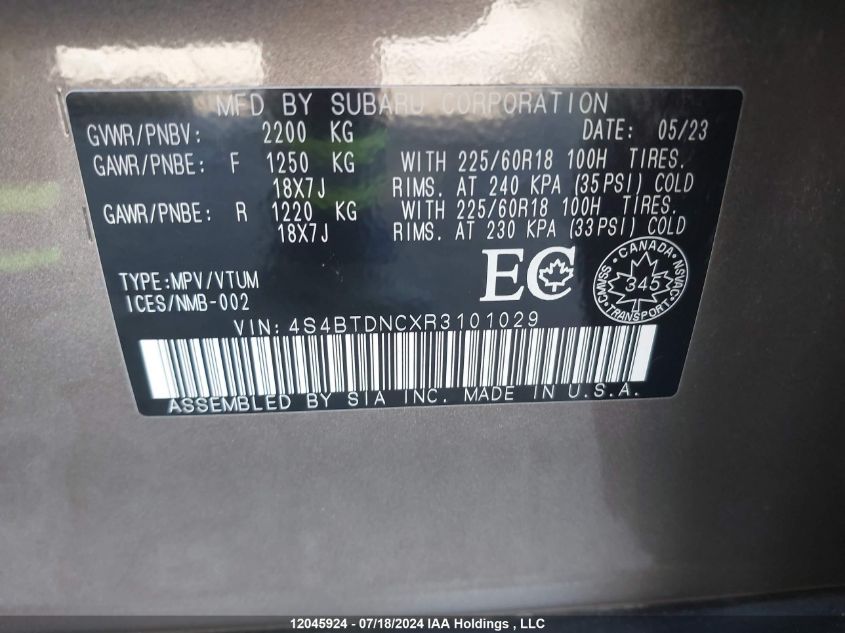 MFD BY SUBARU CORPORATION
GVWR/PNBV: 2200 KG DATE: 05/23
GAWR/PNBE: F 1250 KG WITH 225/60R18 100H TIRES.
18X7J RIMS. AT 240 KPA (35PSI) COLD
GAWR/PNBE: R 1220 KG WITH 225/60R18 100H TIRES.
18X7J RIMS. AT 230 KPA (33PSI) COLD
TYPE:MPV/VTUM
ICES/NMB-002
EC
CANADA
CMVSS 345 NSVAC
TRANSPORT
VIN: 4S4BTDNCXR3101029
ASSEMBLED BY SIA INC. MADE IN U.S.A.
12045924 - 07/18/2024 IAA Holdings , LLC